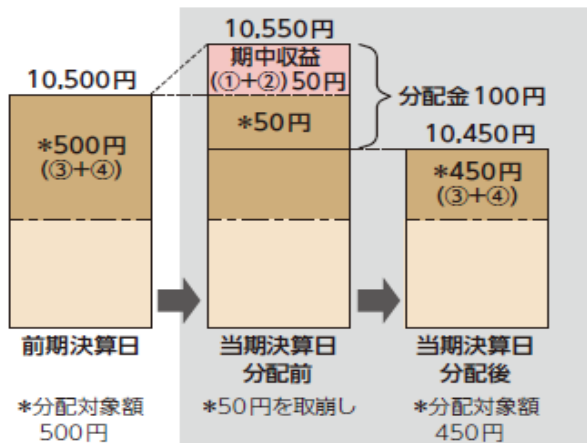 10,550円
期中収益
(①+②)50円
10,500円
分配金100円
*50円
10,450円
*500円
(③+④)
*450円
(③+④)
前期決算日
当期決算日
分配前
当期決算日
分配後
*分配対象額
500円
*50円を取崩し
*分配対象額
450円